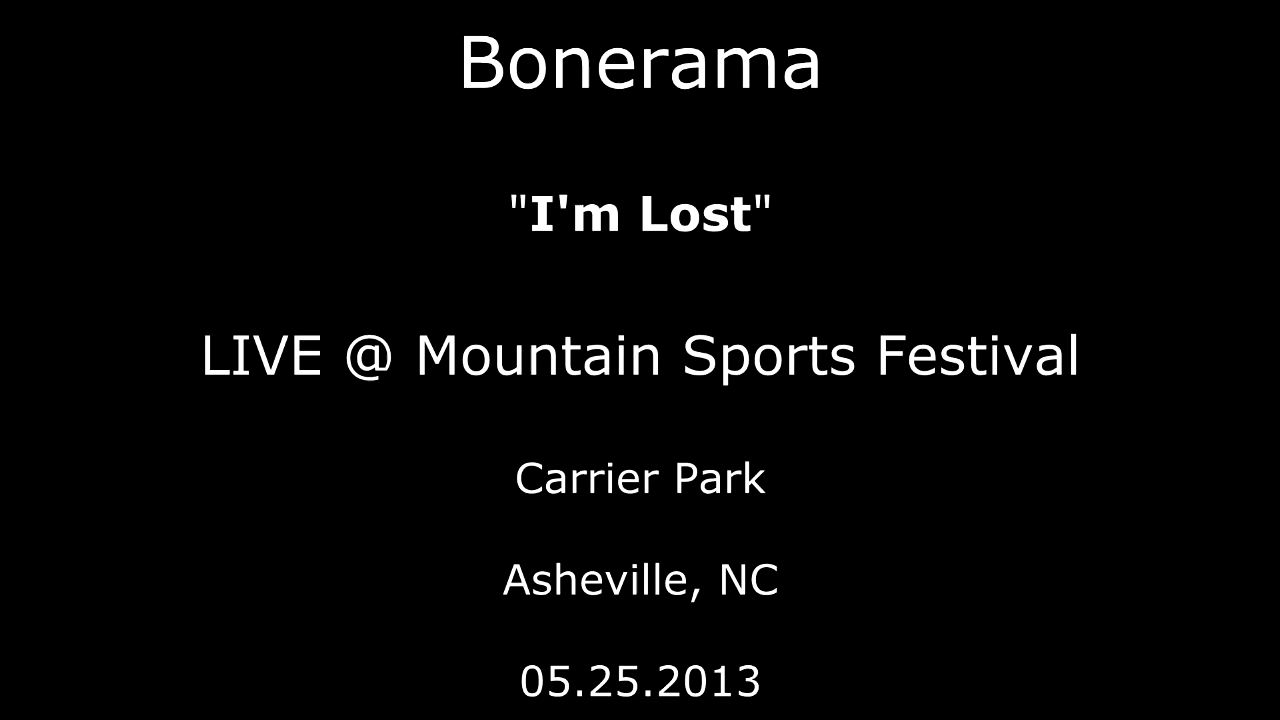 Bonerama
"I'm Lost"
LIVE @ Mountain Sports Festival
Carrier Park
Asheville, NC
05.25.2013